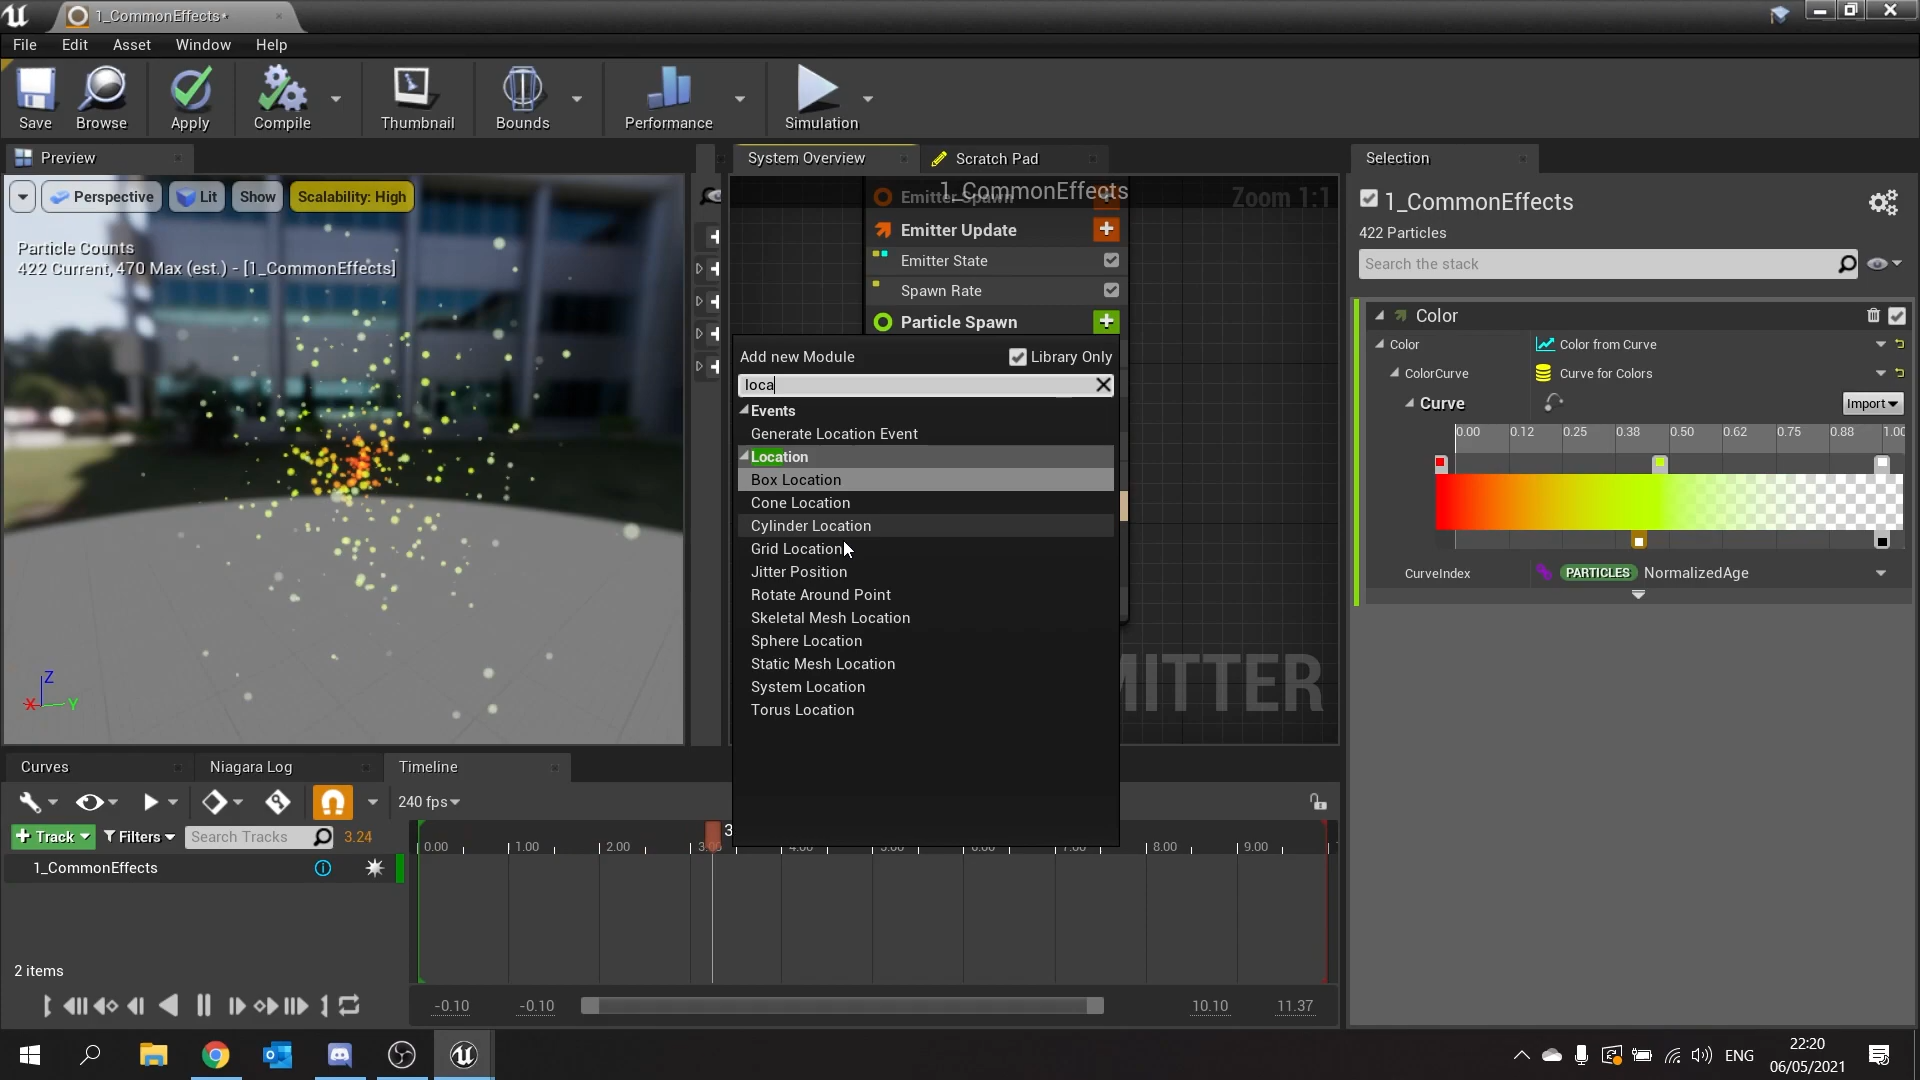 1_CommonEffects*
File Edit Asset Window Help
Save Browse Apply Compile Thumbnail Bounds Performance Simulation
Preview
Perspective Lit Show Scalability: High
Particle Counts
422 Current, 470 Max (est.) - [1_CommonEffects]
System Overview Scratch Pad
1_CommonEffects
Zoom 1:1
Emitter Spawn
Emitter Update
Emitter State
Spawn Rate
Particle Spawn
Add new Module Library Only
loca
Events
Generate Location Event
Location
Box Location
Cone Location
Cylinder Location
Grid Location
Jitter Position
Rotate Around Point
Skeletal Mesh Location
Sphere Location
Static Mesh Location
System Location
Torus Location
MITTER
Selection
1_CommonEffects
422 Particles
Search the stack
Color
Color Color from Curve
ColorCurve Curve for Colors
Curve Import
0.00 0.12 0.25 0.38 0.50 0.62 0.75 0.88 1.00
CurveIndex PARTICLES NormalizedAge
Curves Niagara Log Timeline
240 fps
Track Filters Search Tracks 3.24
0.00 1.00 2.00 8.00 9.00
1_CommonEffects
2 items
-0.10 -0.10 10.10 11.37
ENG
22:20
06/05/2021